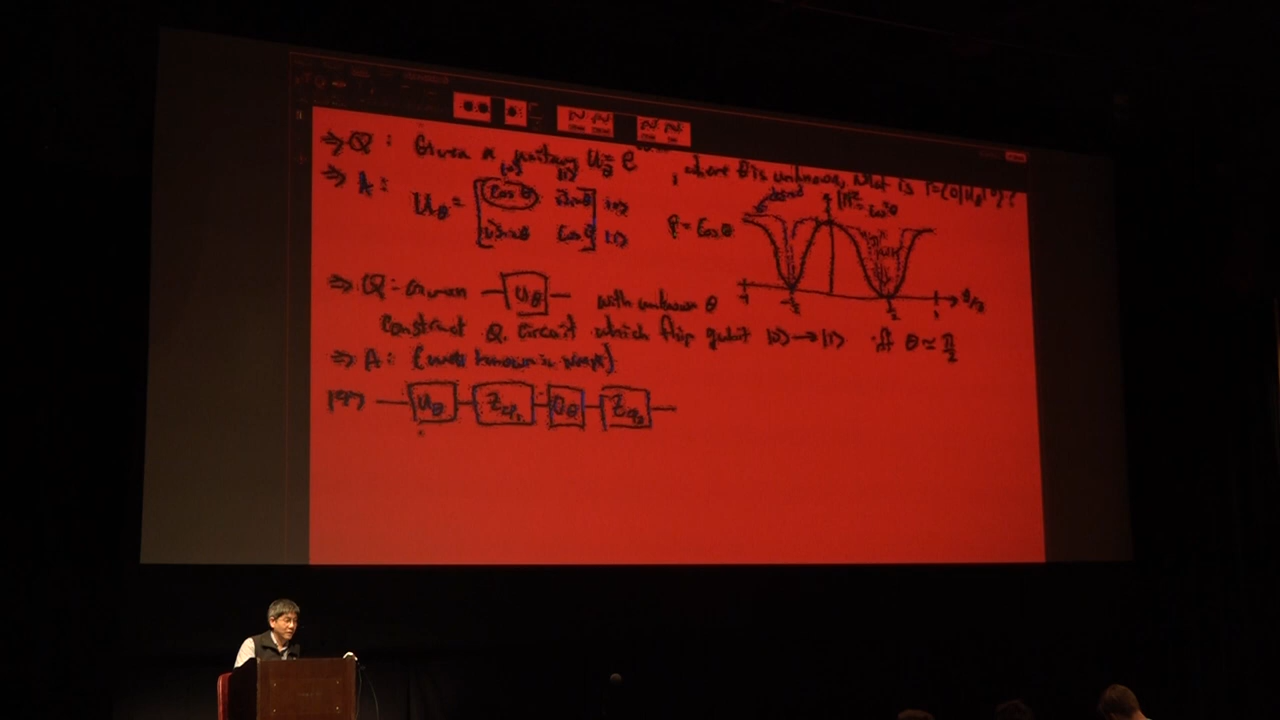 ⇒ Q: Given a unitary U_θ = e , where θ is unknown, what is P=⟨0|U_θ|0⟩?
⇒ A:
|0⟩ |1⟩
U_θ = [ Cos θ i sin θ ] |0⟩
[ i sin θ Cos θ ] |1⟩
P = Cos θ
|P|² = cos² θ
⇒ Q: Given U_θ with unknown θ
Construct Q. Circuit which flip qubit |0⟩ → |1⟩ iff θ ≃ π/2
⇒ A:
U_θ Z_φ₁ U_θ Z_φ₂